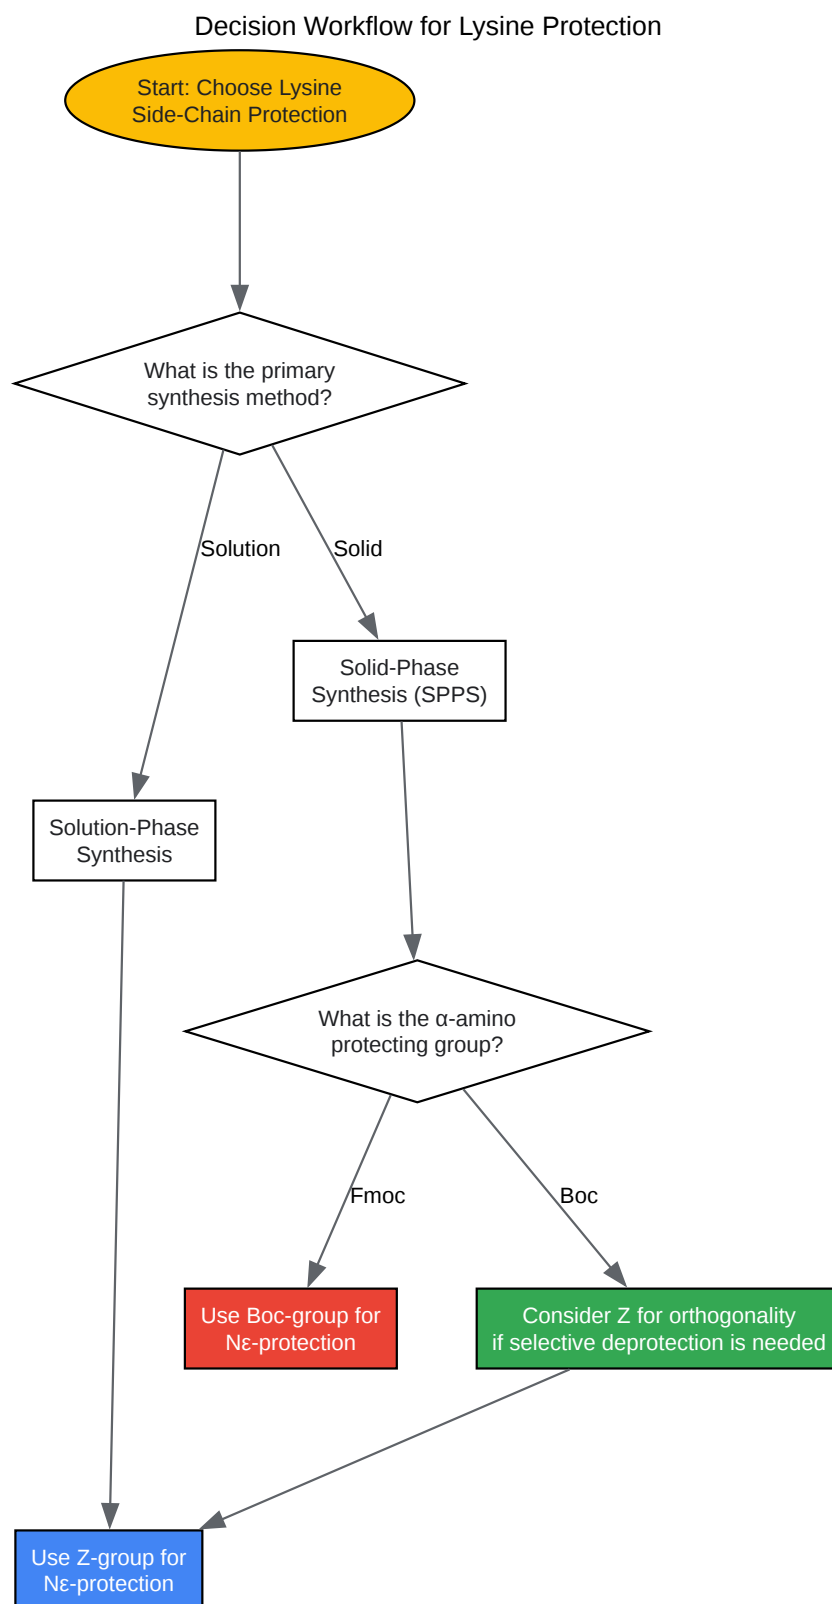 Decision Workflow for Lysine Protection
Start: Choose Lysine
Side-Chain Protection
What is the primary
synthesis method?
Solution
Solid
Solid-Phase
Synthesis (SPPS)
Solution-Phase
Synthesis
What is the α-amino
protecting group?
Fmoc
Boc
Use Boc-group for
Nε-protection
Consider Z for orthogonality
if selective deprotection is needed
Use Z-group for
Nε-protection